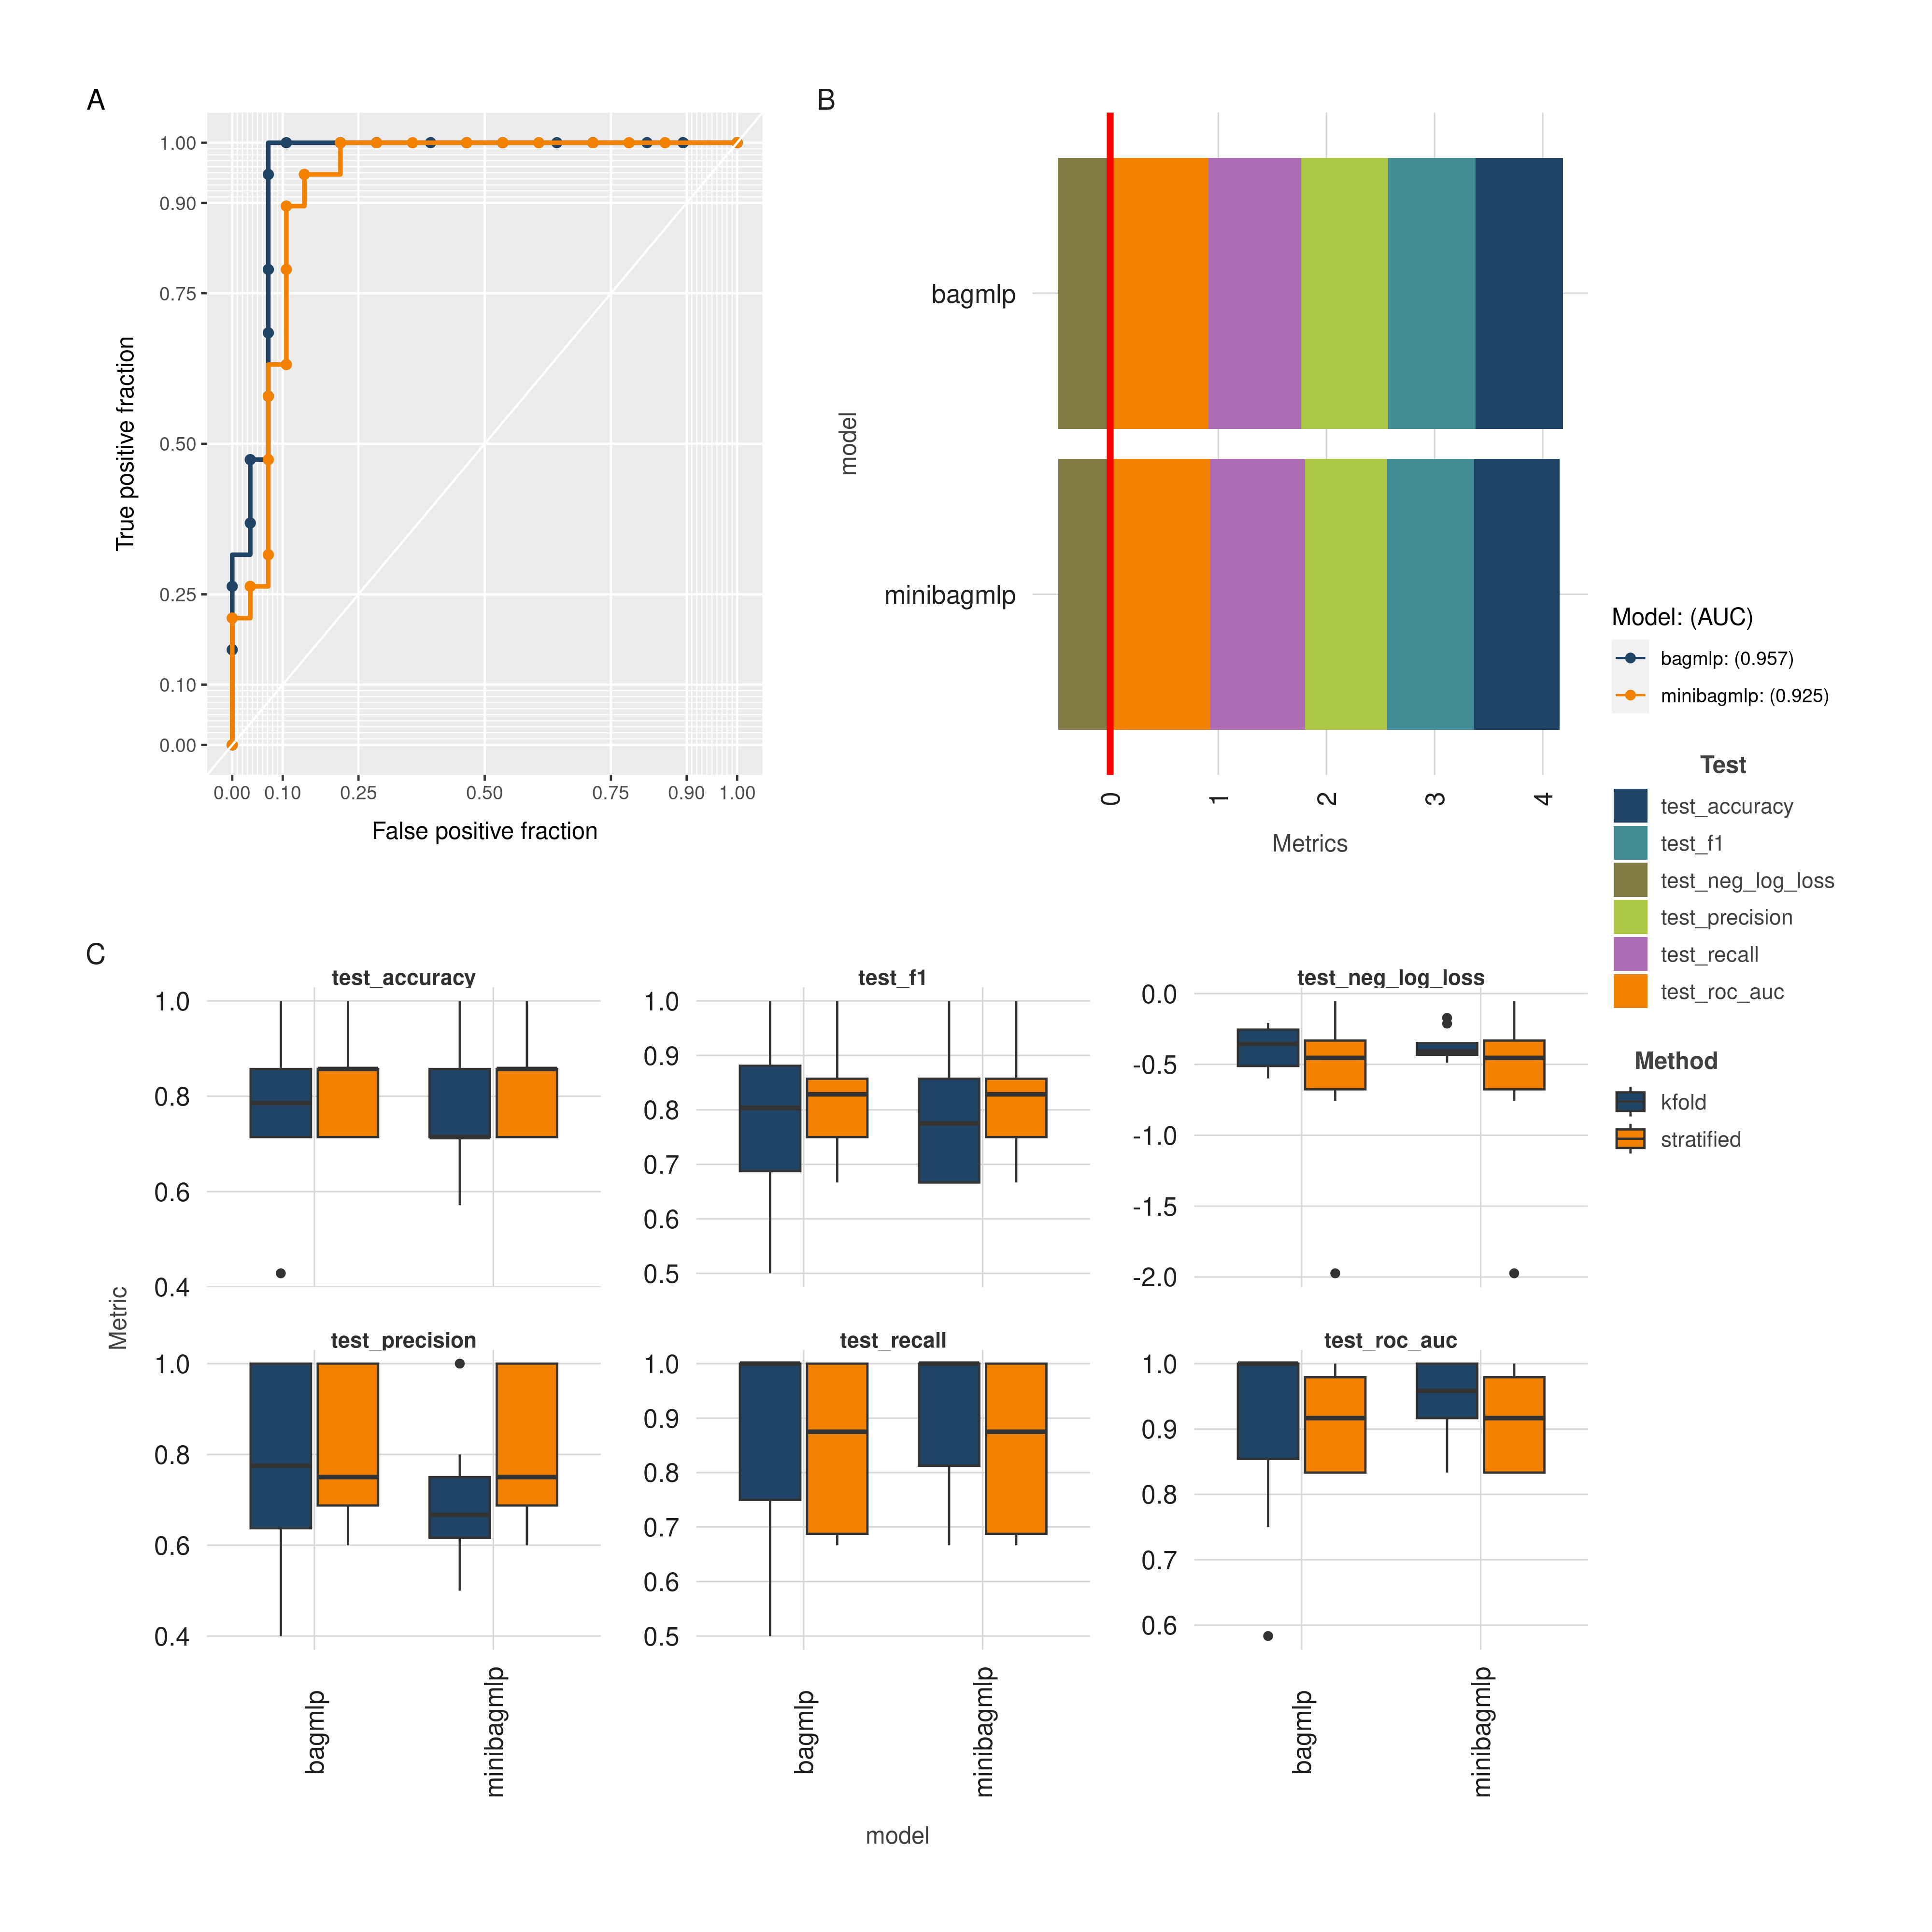 A
1.00
0.90
0.75
0.50
0.25
0.10
0.00
True positive fraction
0.00 0.10 0.25 0.50 0.75 0.90 1.00
False positive fraction
B
bagmlp
minibagmlp
model
0 1 2 3 4
Metrics
Model: (AUC)
bagmlp: (0.957)
minibagmlp: (0.925)
Test
test_accuracy
test_f1
test_neg_log_loss
test_precision
test_recall
test_roc_auc
Method
kfold
stratified
C
Metric
test_accuracy
1.0
0.8
0.6
0.4
test_f1
1.0
0.9
0.8
0.7
0.6
0.5
test_neg_log_loss
0.0
-0.5
-1.0
-1.5
-2.0
test_precision
1.0
0.8
0.6
0.4
test_recall
1.0
0.9
0.8
0.7
0.6
0.5
test_roc_auc
1.0
0.9
0.8
0.7
0.6
bagmlp minibagmlp bagmlp minibagmlp bagmlp minibagmlp
model